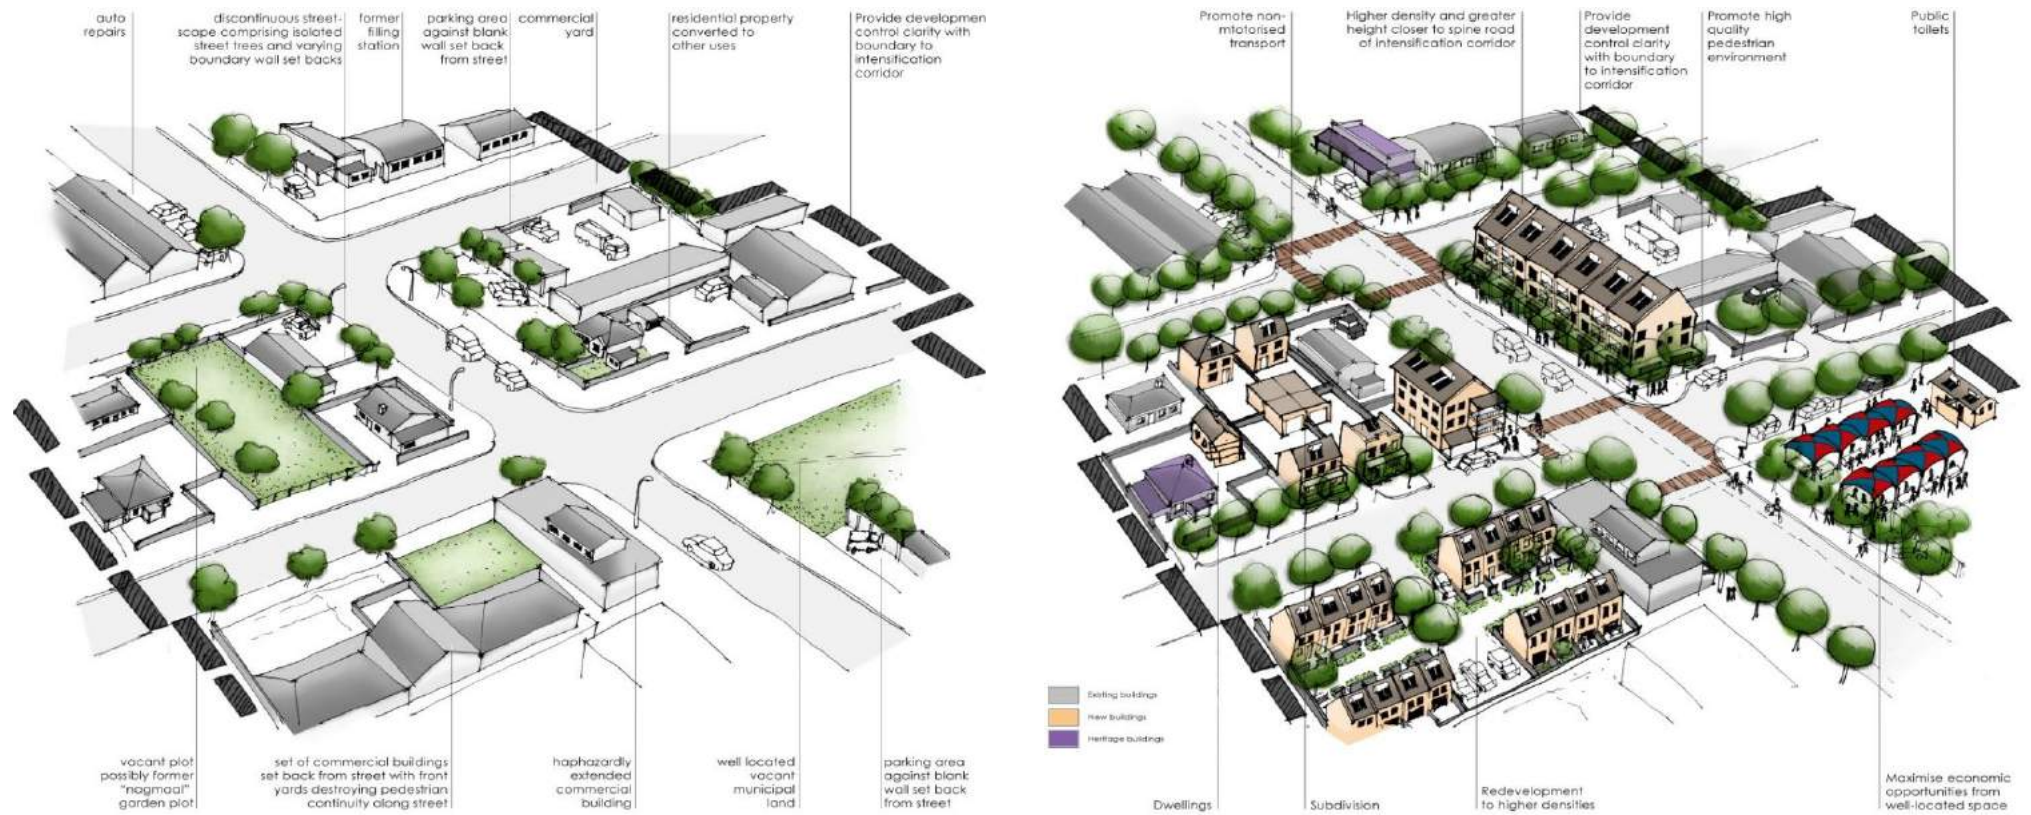 auto
repairs
discontinuous street-
scape comprising isolated
street trees and varying
boundary wall set backs
former
filling
station
parking area
against blank
wall set back
from street
commercial
yard
residential property
converted to
other uses
Provide developmen
control clarity with
boundary to
intensification
corridor
vacant plot
possibly former
"nagmaal"
garden plot
set of commercial buildings
set back from street with front
yards destroying pedestrian
continuity along street
haphazardly
extended
commercial
building
well located
vacant
municipal
land
parking area
against blank
wall set back
from street
Promote non-
mtotorised
transport
Higher density and greater
height closer to spine road
of intensification corridor
Provide
development
control clarity
with boundary
to intensification
corridor
Promote high
quality
pedestrian
environment
Public
toilets
Existing buildings
New buildings
Heritage buildings
Dwellings
Subdivision
Redevelopment
to higher densities
Maximise economic
opportunities from
well-located space